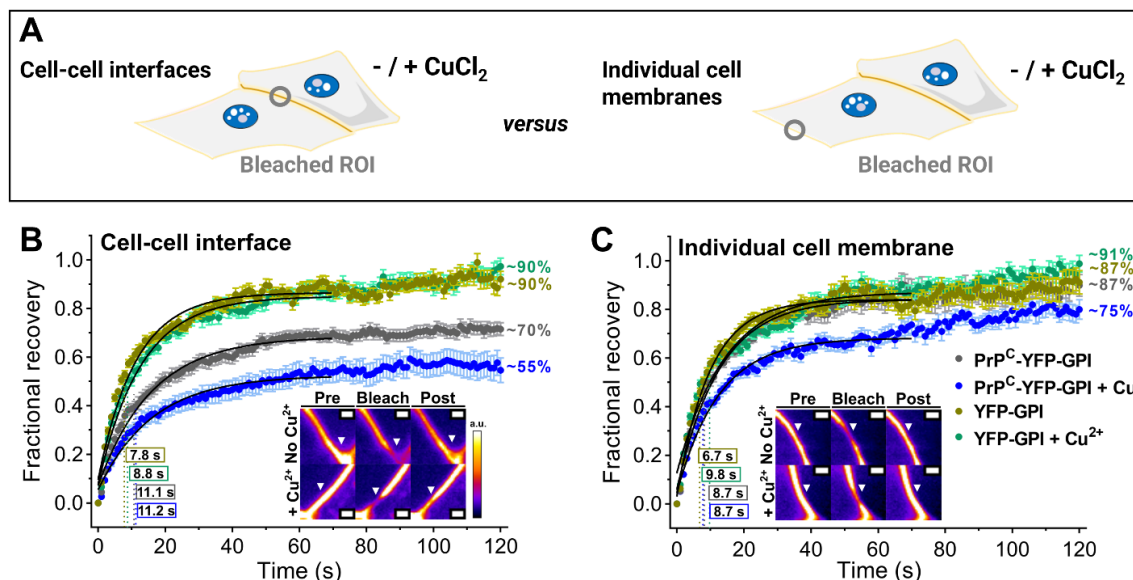 A
Cell-cell interfaces
- / + CuCl₂
Bleached ROI
versus
Individual cell
membranes
- / + CuCl₂
Bleached ROI
B
Cell-cell interface
Fractional recovery
1.0
0.8
0.6
0.4
0.2
0.0
~90%
~90%
~70%
~55%
7.8 s
8.8 s
11.1 s
11.2 s
Pre
Bleach
Post
a.u.
No Cu²⁺
+ Cu²⁺
0
20
40
60
80
100
120
Time (s)
C
Individual cell membrane
Fractional recovery
1.0
0.8
0.6
0.4
0.2
0.0
~91%
~87%
~87%
~75%
PrPᶜ-YFP-GPI
PrPᶜ-YFP-GPI + Cu
YFP-GPI
YFP-GPI + Cu²⁺
6.7 s
9.8 s
8.7 s
8.7 s
Pre
Bleach
Post
No Cu²⁺
+ Cu²⁺
0
20
40
60
80
100
120
Time (s)